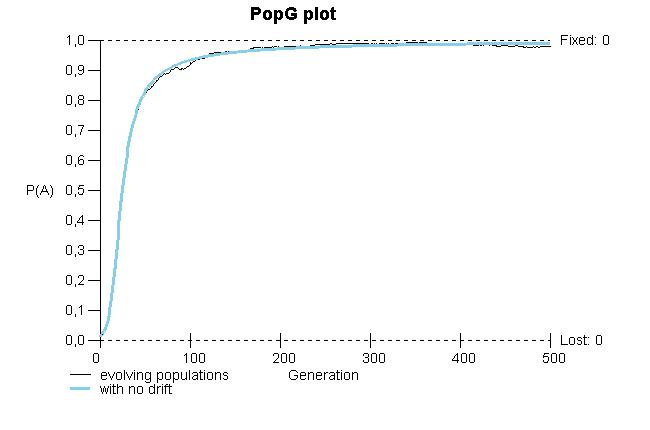 PopG plot
1,0
Fixed: 0
0,9
0,8
0,7
0,6
P(A) 0,5
0,4
0,3
0,2
0,1
0,0
Lost: 0
0 100 200 300 400 500
evolving populations
Generation
with no drift